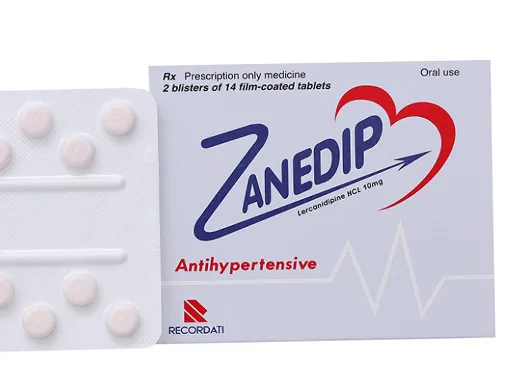 Rx Prescription only medicine
Oral use
2 blisters of 14 film-coated tablets
ZANEDIP
Lercanidipine HCL 10mg
Antihypertensive
RECORDATI